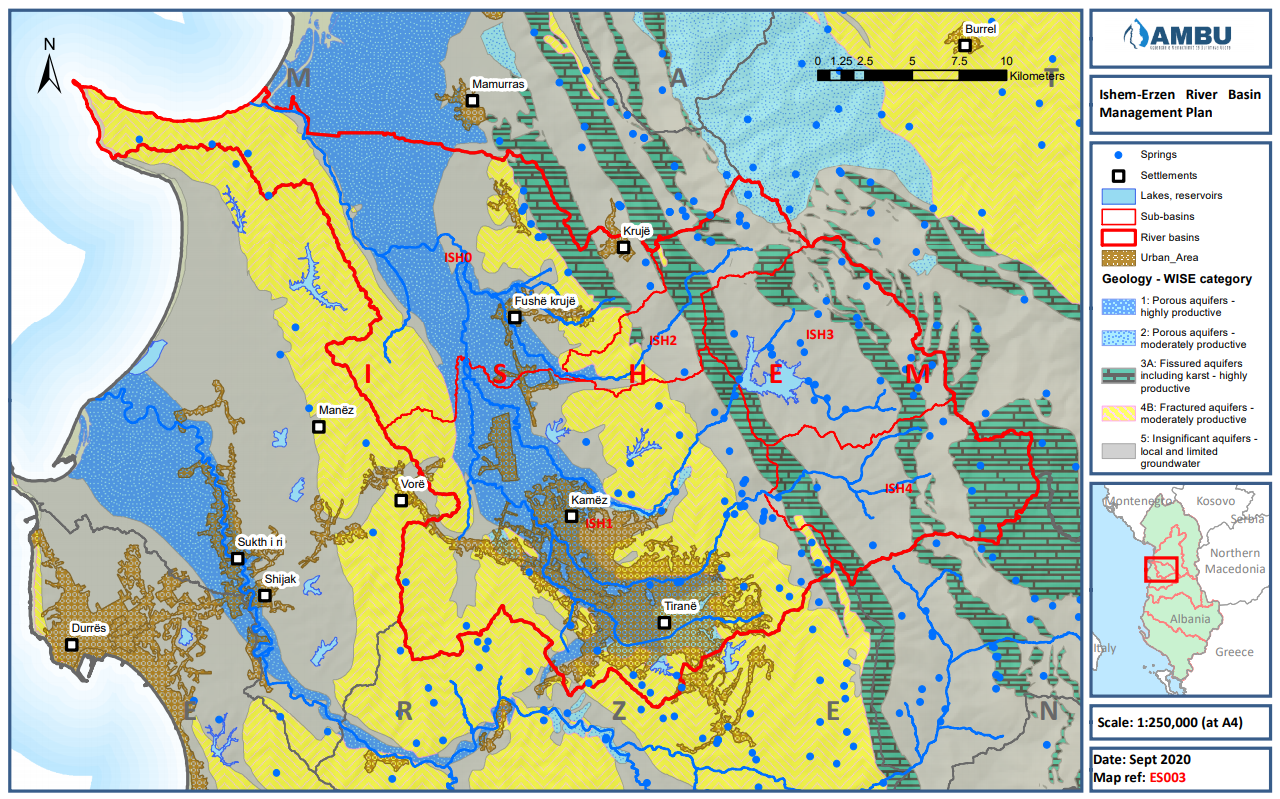 N
M
A
T
Burrel
0 1.25 2.5 5 7.5 10
Kilometers
Mamurras
Krujë
ISH0
Fushë krujë
ISH2
ISH3
I S H E M
Manëz
Vorë
Kamëz
ISH1
ISH4
Sukth i ri
Shijak
Tiranë
Durrës
E R Z E N
AMBU
Ishem-Erzen River Basin
Management Plan
Springs
Settlements
Lakes, reservoirs
Sub-basins
River basins
Urban_Area
Geology - WISE category
1: Porous aquifers -
highly productive
2: Porous aquifers -
moderately productive
3A: Fissured aquifers
including karst - highly
productive
4B: Fractured aquifers -
moderately productive
5: Insignificant aquifers -
local and limited
groundwater
Montenegro
Kosovo
Serbia
Northern
Macedonia
Albania
Italy
Greece
Scale: 1:250,000 (at A4)
Date: Sept 2020
Map ref: ES003